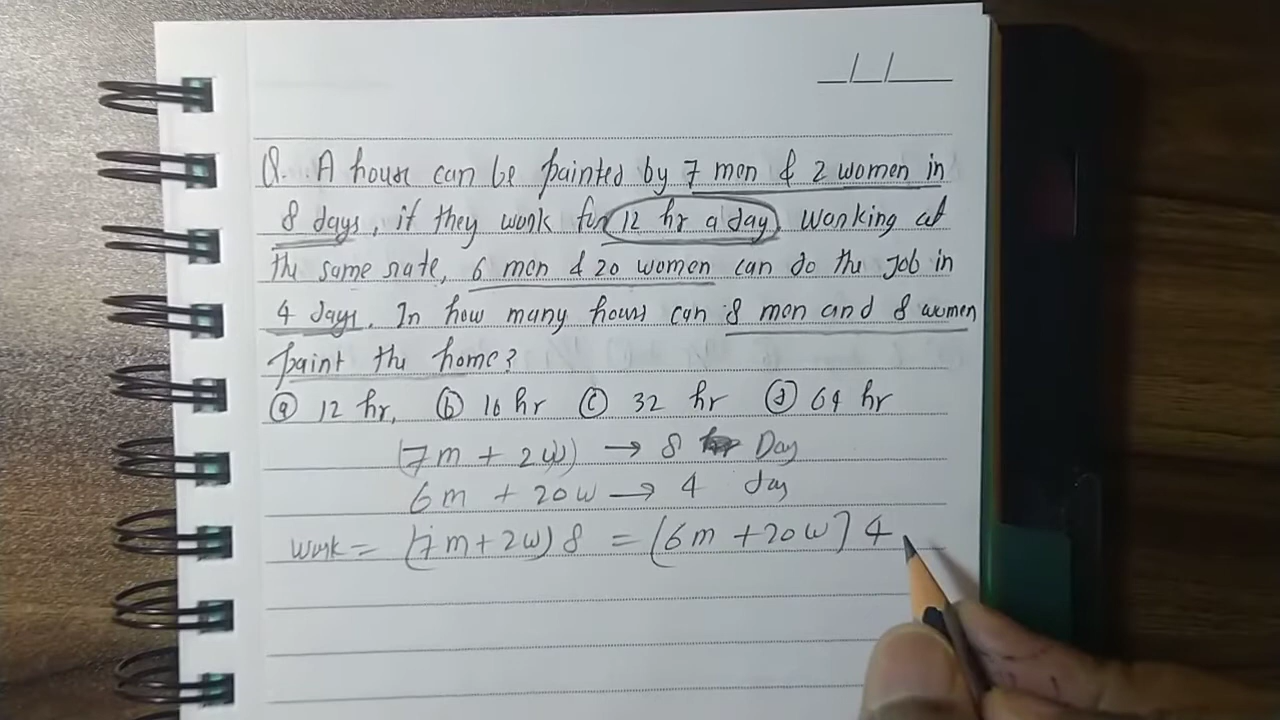 __/__/____
Q. A house can be painted by 7 men & 2 women in
8 days, if they work for 12 hr a day. Working at
the same rate, 6 men & 20 women can do the Job in
4 days. In how many hours can 8 men and 8 women
paint the home?
ⓐ 12 hr, ⓑ 16 hr ⓒ 32 hr ⓓ 64 hr
(7m + 2w) → 8 Day
6m + 20w → 4 day
Work = (7m + 2w) 8 = (6m + 20w] 4